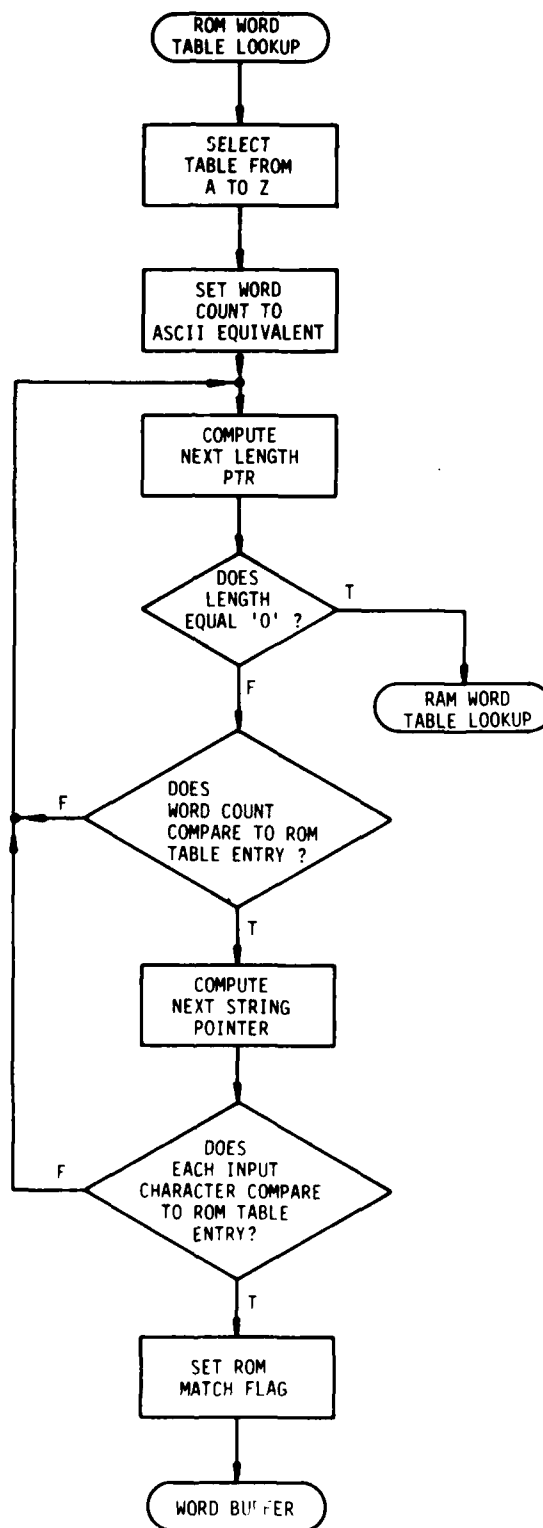 ROM WORD
TABLE LOOKUP
SELECT
TABLE FROM
A TO Z
SET WORD
COUNT TO
ASCII EQUIVALENT
COMPUTE
NEXT LENGTH
PTR
DOES
LENGTH
EQUAL '0' ?
T
F
RAM WORD
TABLE LOOKUP
DOES
WORD COUNT
COMPARE TO ROM
TABLE ENTRY ?
F
T
COMPUTE
NEXT STRING
POINTER
DOES
EACH INPUT
CHARACTER COMPARE
TO ROM TABLE
ENTRY?
F
T
SET ROM
MATCH FLAG
WORD BUFFER